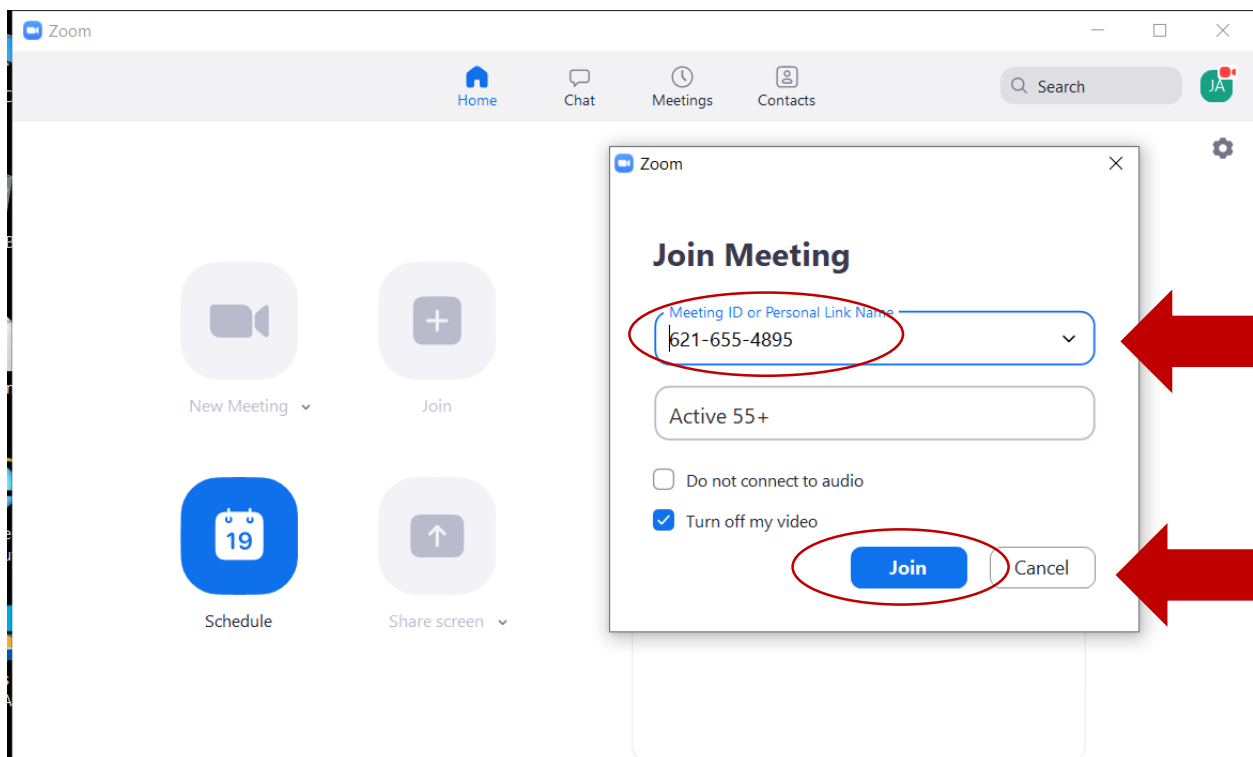 Zoom
Home
Chat
Meetings
Contacts
Search
JA
Zoom
Join Meeting
Meeting ID or Personal Link Name
621-655-4895
Active 55+
Do not connect to audio
Turn off my video
Join
Cancel
New Meeting
Join
19
Schedule
Share screen